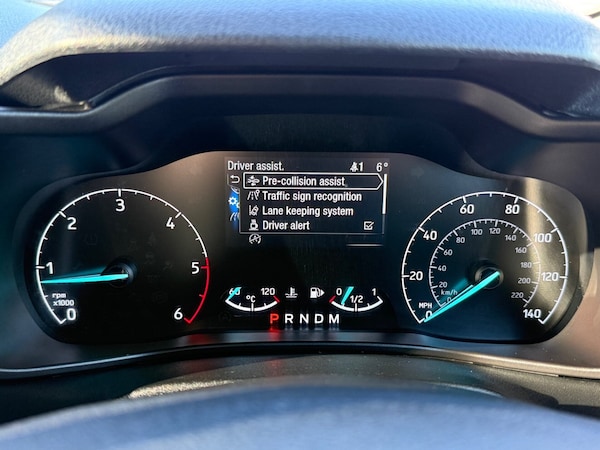 Driver assist. 1 6°
Pre-collision assist
Traffic sign recognition
Lane keeping system
Driver alert
0 1 2 3 4 5 6
rpm
x1000
60 °C 120
0 1/2 1
P R N D M
0 20 40 60 80 100 120 140
MPH
0 20 40 60 80 100 120 140 160 180 200 220
km/h